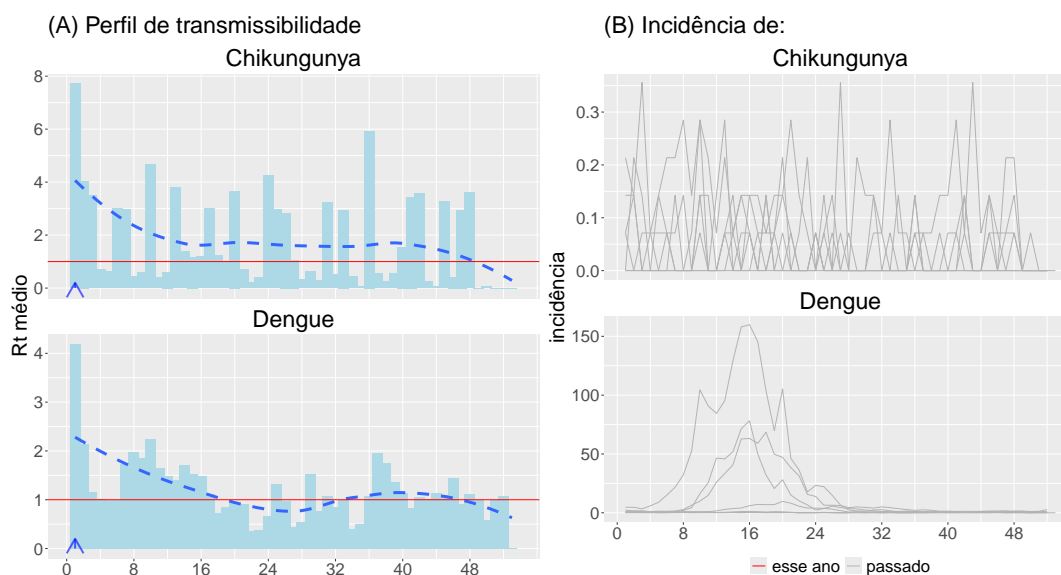 (A) Perfil de transmissibilidade
Chikungunya
8
6
4
2
0
Dengue
4
3
2
1
0
0 8 16 24 32 40 48
Rt médio
(B) Incidência de:
Chikungunya
0.3
0.2
0.1
0.0
Dengue
150
100
50
0
0 8 16 24 32 40 48
incidência
esse ano passado